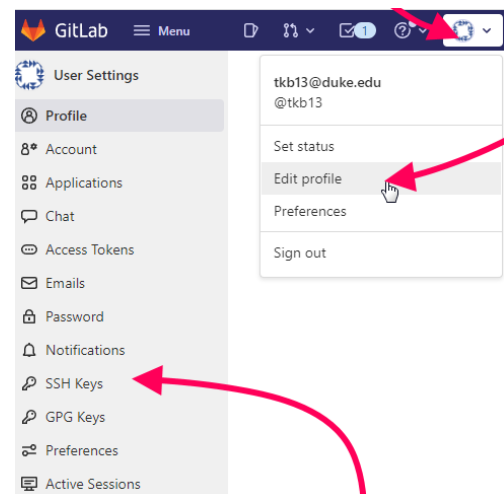 GitLab Menu 1
User Settings
Profile
Account
Applications
Chat
Access Tokens
Emails
Password
Notifications
SSH Keys
GPG Keys
Preferences
Active Sessions
tkb13@duke.edu
@tkb13
Set status
Edit profile
Preferences
Sign out